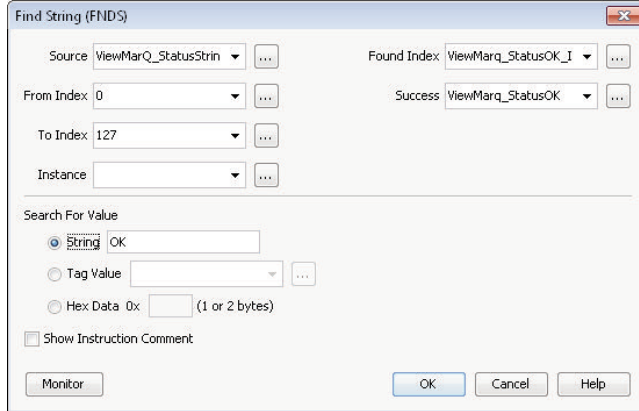 Find String (FNDS)
Source ViewMarQ_StatusStrin ... Found Index ViewMarq_StatusOK_I ...
From Index 0 ... Success ViewMarq_StatusOK ...
To Index 127 ...
Instance ...
Search For Value
String OK
Tag Value ...
Hex Data 0x (1 or 2 bytes)
Show Instruction Comment
Monitor OK Cancel Help